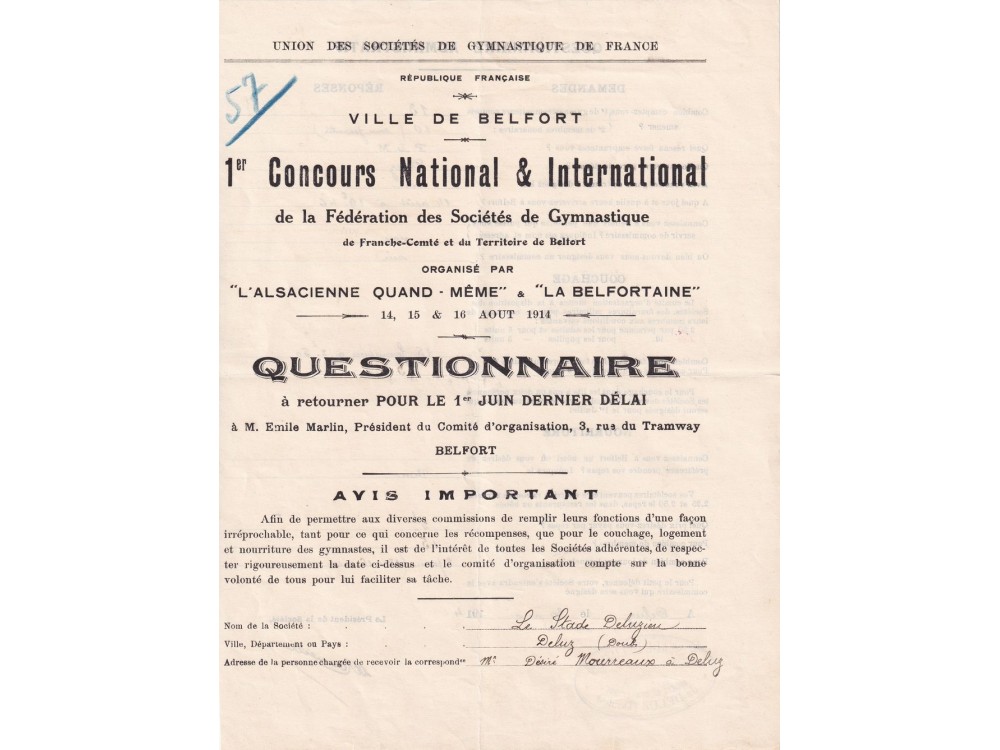 UNION DES SOCIÉTÉS DE GYMNASTIQUE DE FRANCE
RÉPUBLIQUE FRANÇAISE
57
VILLE DE BELFORT
1er Concours National & International
de la Fédération des Sociétés de Gymnastique
de Franche-Comté et du Territoire de Belfort
ORGANISÉ PAR
"L'ALSACIENNE QUAND - MÊME" & "LA BELFORTAINE"
14, 15 & 16 AOUT 1914
QUESTIONNAIRE
à retourner POUR LE 1er JUIN DERNIER DÉLAI
à M. Emile Marlin, Président du Comité d'organisation, 3, rue du Tramway
BELFORT
AVIS IMPORTANT
Afin de permettre aux diverses commissions de remplir leurs fonctions d'une façon
irréprochable, tant pour ce qui concerne les récompenses, que pour le couchage, logement
et nourriture des gymnastes, il est de l'intérêt de toutes les Sociétés adhérentes, de respec-
ter rigoureusement la date ci-dessus et le comité d'organisation compte sur la bonne
volonté de tous pour lui faciliter sa tâche.
Nom de la Société : . . . . Le Stade Deluzien
Ville, Département ou Pays : . . . Deluz (Doubs)
Adresse de la personne chargée de recevoir la correspondce Mr Désiré Mourreaux à Deluz